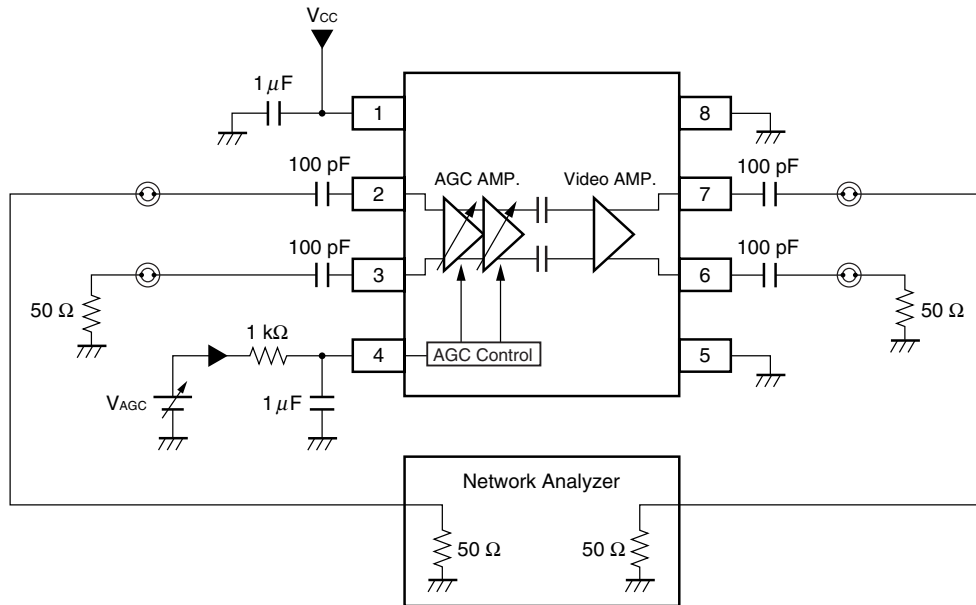 VCC
1 μF
1
8
100 pF
2
AGC AMP.
Video AMP.
7
100 pF
100 pF
3
6
100 pF
50 Ω
50 Ω
1 kΩ
4
AGC Control
5
VAGC
1 μF
Network Analyzer
50 Ω
50 Ω